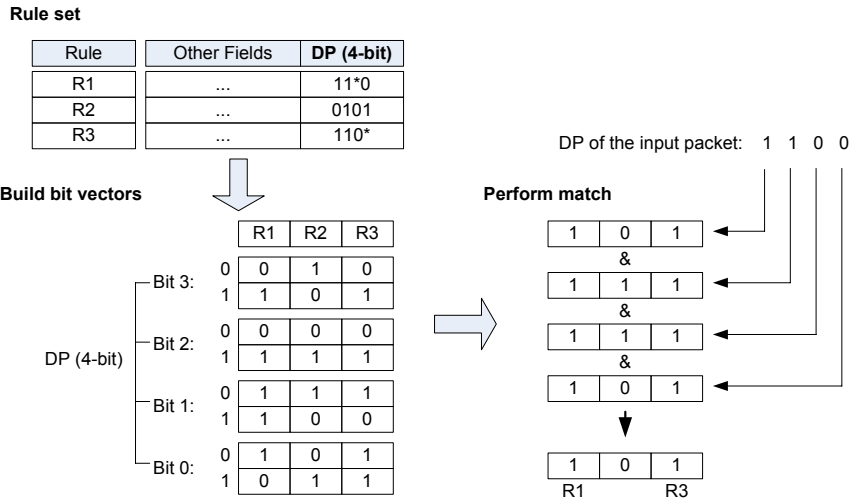 Rule set
Rule Other Fields DP (4-bit)
R1 ... 11*0
R2 ... 0101
R3 ... 110*
DP of the input packet: 1 1 0 0
Build bit vectors
Perform match
R1 R2 R3
DP (4-bit)
Bit 3:
0 0 1 0
1 1 0 1
Bit 2:
0 0 0 0
1 1 1 1
Bit 1:
0 1 1 1
1 1 0 0
Bit 0:
0 1 0 1
1 0 1 1
1 0 1
&
1 1 1
&
1 1 1
&
1 0 1
1 0 1
R1 R3